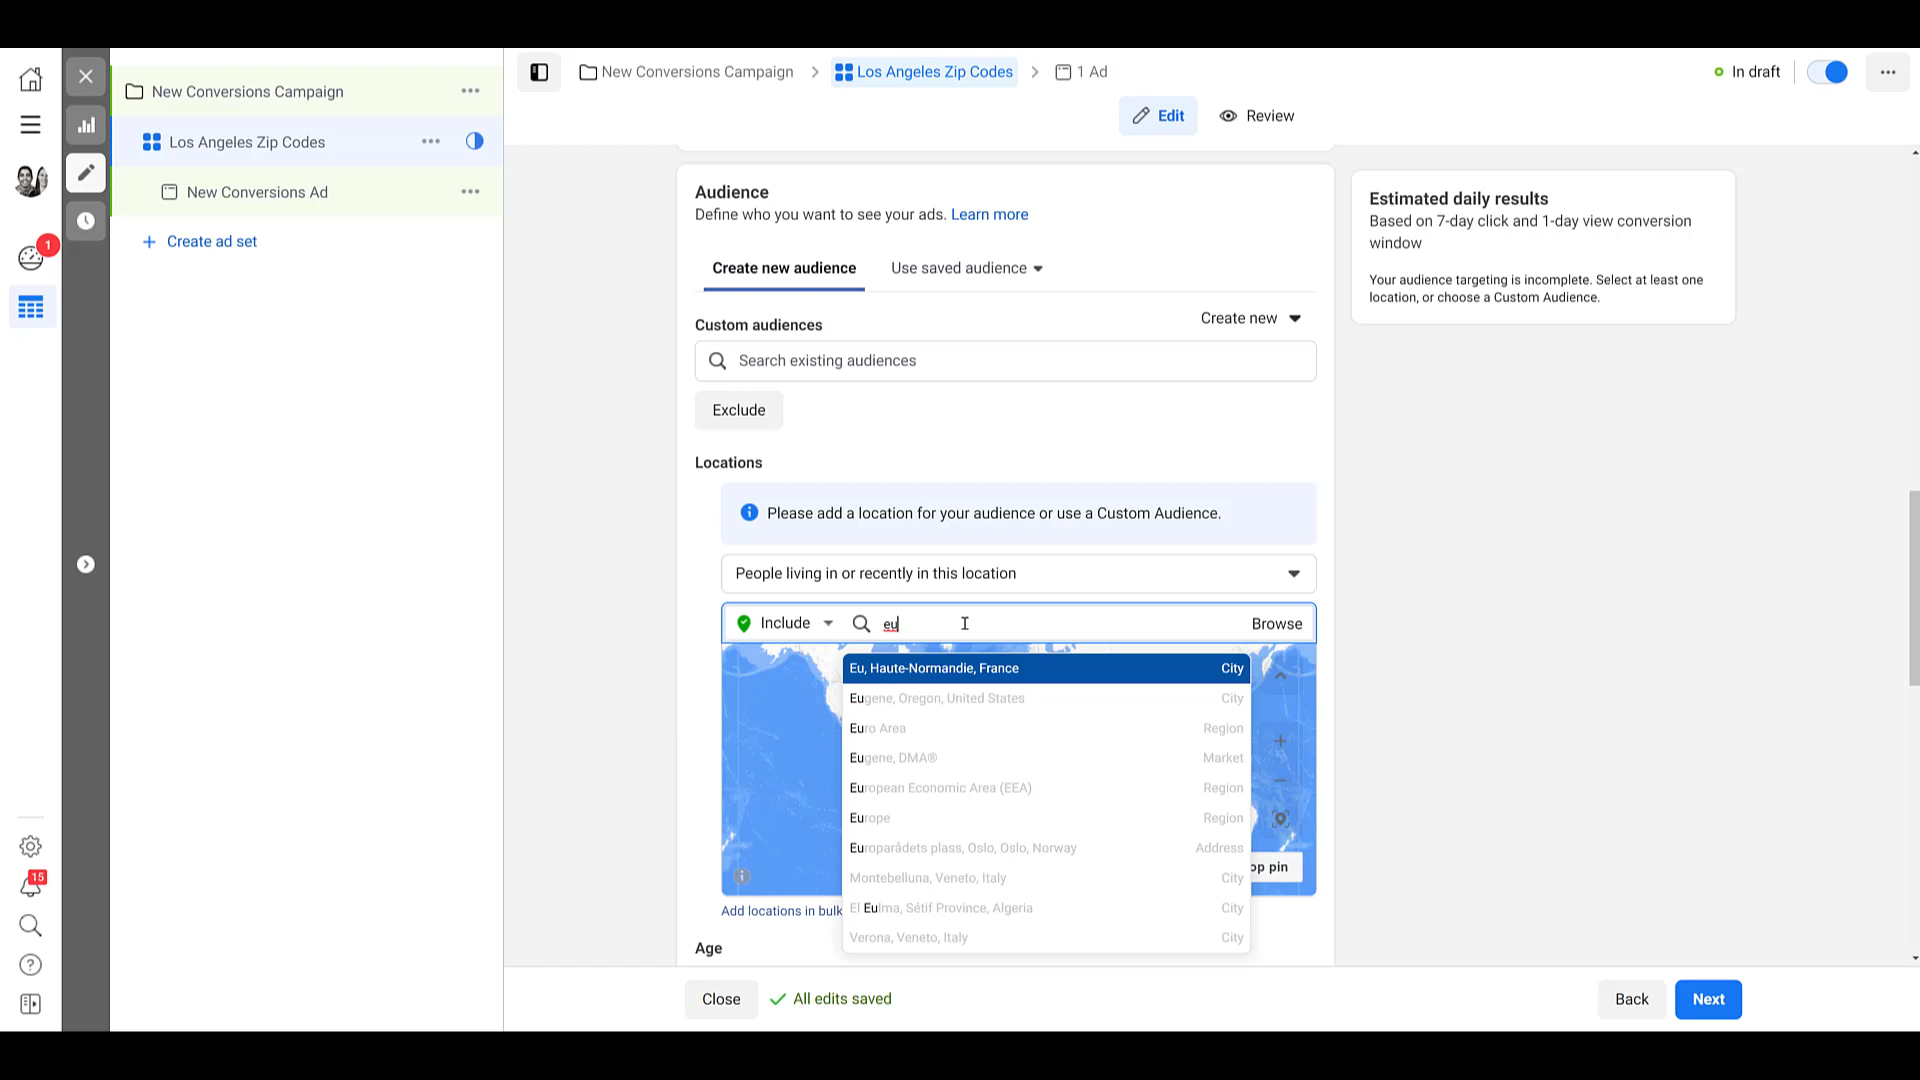 New Conversions Campaign
Los Angeles Zip Codes
New Conversions Ad
Create ad set
1
15
New Conversions Campaign
Los Angeles Zip Codes
1 Ad
In draft
Edit
Review
Audience
Define who you want to see your ads. Learn more
Create new audience
Use saved audience
Custom audiences
Create new
Search existing audiences
Exclude
Locations
Please add a location for your audience or use a Custom Audience.
People living in or recently in this location
Include
eu
Browse
Eu, Haute-Normandie, France City
Eugene, Oregon, United States City
Euro Area Region
Eugene, DMA® Market
European Economic Area (EEA) Region
Europe Region
Europarådets plass, Oslo, Oslo, Norway Address
Montebelluna, Veneto, Italy City
El Eulma, Sétif Province, Algeria City
Verona, Veneto, Italy City
op pin
Add locations in bulk
Age
Estimated daily results
Based on 7-day click and 1-day view conversion
window
Your audience targeting is incomplete. Select at least one
location, or choose a Custom Audience.
Close
All edits saved
Back
Next